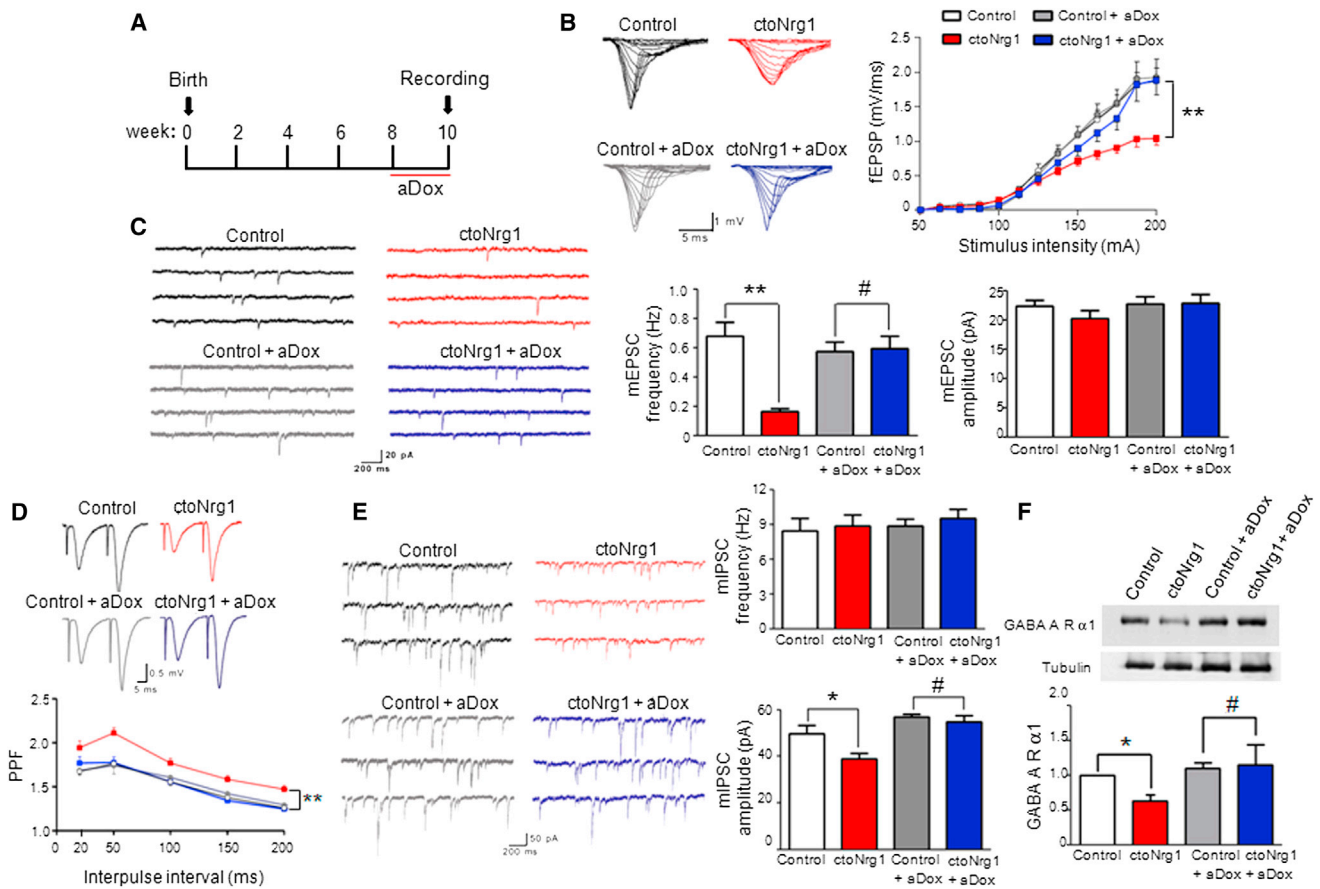 A
Birth
Recording
week: 0 2 4 6 8 10
aDox
B
Control
ctoNrg1
Control + aDox
ctoNrg1 + aDox
1 mV
5 ms
Control
Control + aDox
ctoNrg1
ctoNrg1 + aDox
fEPSP (mV/ms)
2.5
2.0
1.5
1.0
0.5
0.0
50 100 150 200
Stimulus intensity (mA)
**
C
Control
ctoNrg1
Control + aDox
ctoNrg1 + aDox
20 pA
200 ms
mEPSC
frequency (Hz)
1.0
0.8
0.6
0.4
0.2
0
**
#
Control ctoNrg1 Control ctoNrg1
+ aDox + aDox
mEPSC
amplitude (pA)
25
20
15
10
5
0
Control ctoNrg1 Control ctoNrg1
+ aDox + aDox
D
Control
ctoNrg1
Control + aDox
ctoNrg1 + aDox
0.5 mV
5 ms
PPF
2.5
2.0
1.5
1.0
0 20 50 100 150 200
Interpulse interval (ms)
**
E
Control
ctoNrg1
Control + aDox
ctoNrg1 + aDox
50 pA
200 ms
mIPSC
frequency (Hz)
12
9
6
3
0
Control ctoNrg1 Control ctoNrg1
+ aDox + aDox
mIPSC
amplitude (pA)
60
40
20
0
*
#
Control ctoNrg1 Control ctoNrg1
+ aDox + aDox
F
Control
ctoNrg1
Control + aDox
ctoNrg1+ aDox
GABA A R α1
Tubulin
GABA A R α1
2.0
1.5
1.0
0.5
0.0
*
#
Control ctoNrg1 Control ctoNrg1
+ aDox + aDox